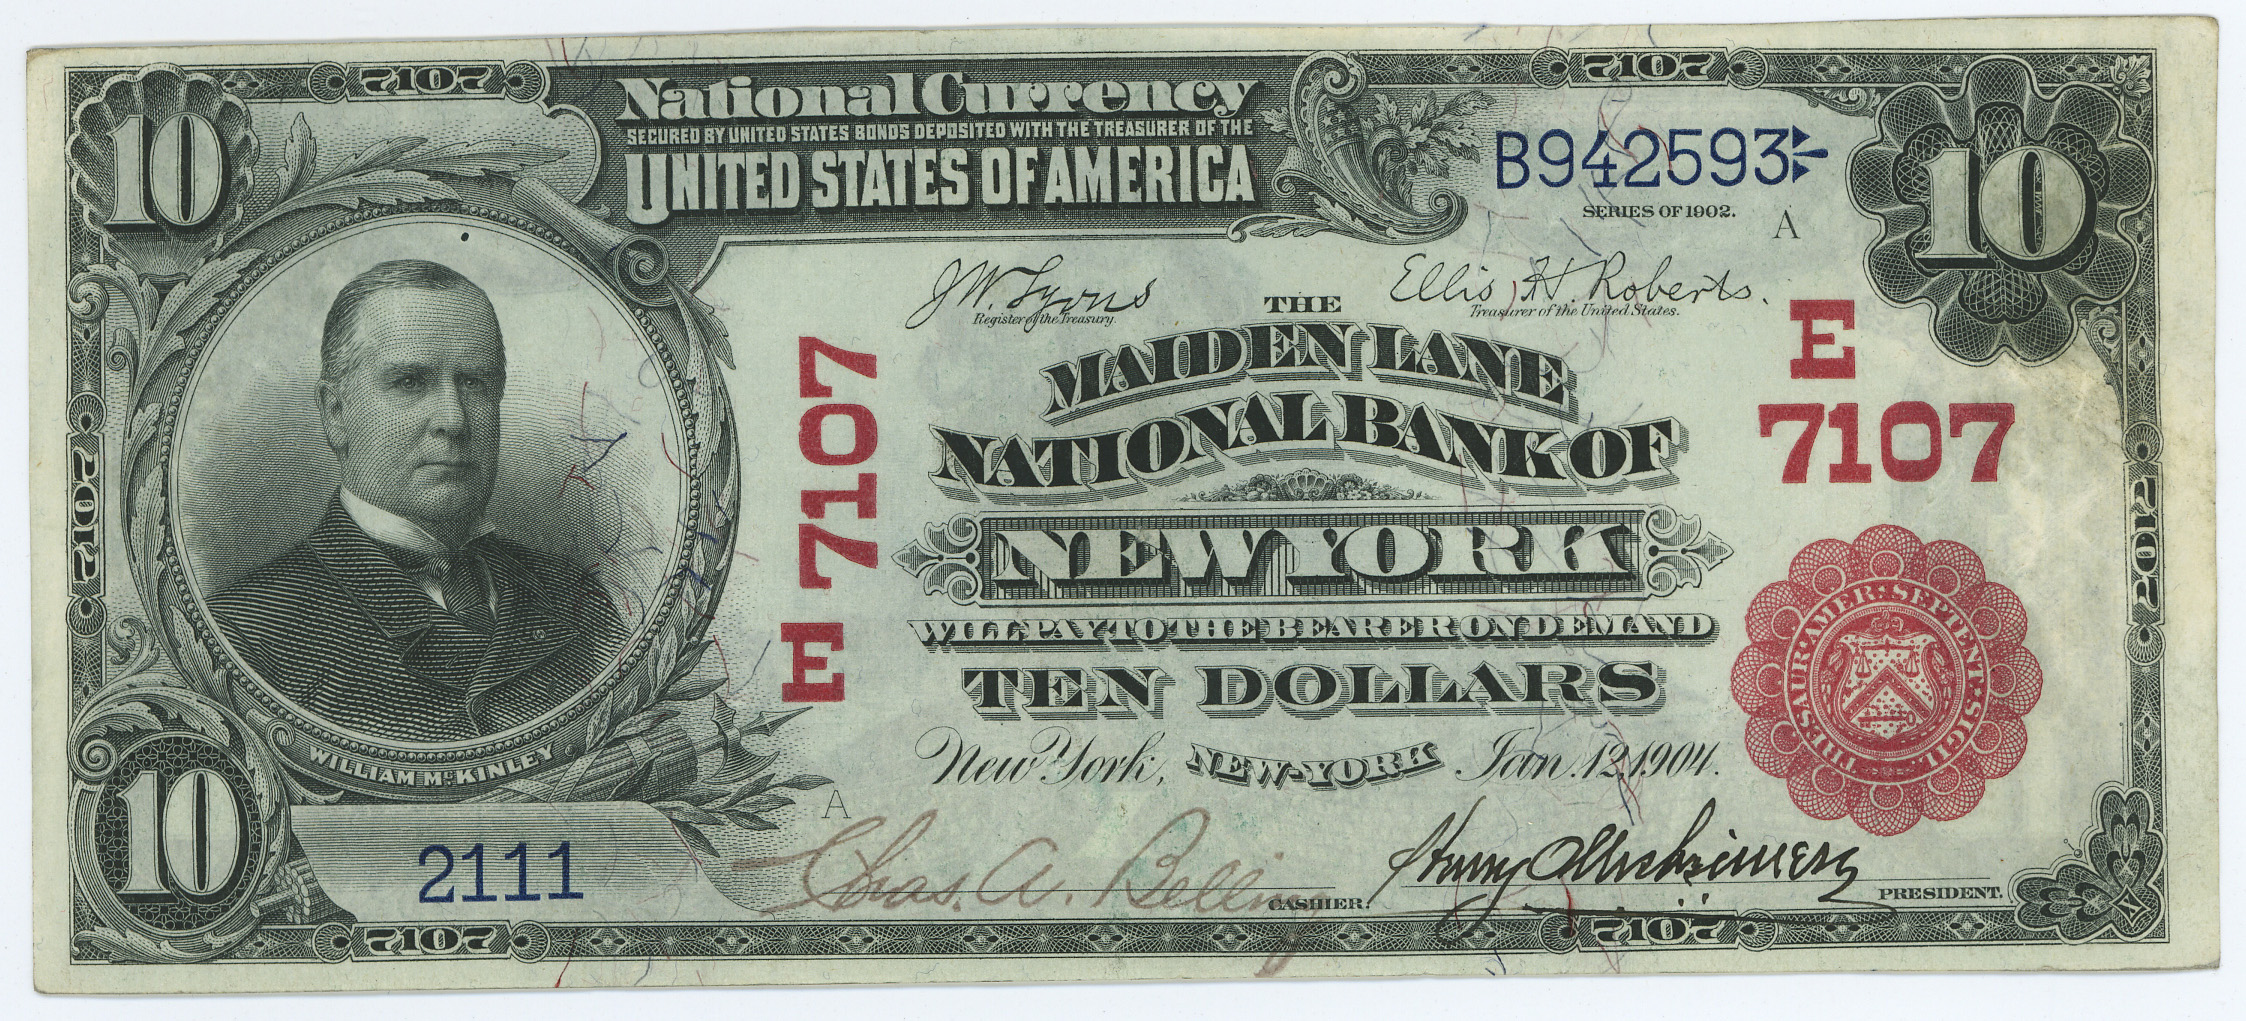 7107
7107
10
National Currency
SECURED BY UNITED STATES BONDS DEPOSITED WITH THE TREASURER OF THE
UNITED STATES OF AMERICA
B942593
SERIES OF 1902.
A
10
J.W. Lyons
Register of the Treasury.
Ellis H. Roberts.
Treasurer of the United States.
THE
MAIDEN LANE
NATIONAL BANK OF
NEW YORK
WILL PAY TO THE BEARER ON DEMAND
TEN DOLLARS
New York, NEW-YORK Jan. 12, 1904.
E 7107
E
7107
7107
7107
THESAUR. AMER. SEPTENT. SIGIL.
WILLIAM McKINLEY
A
10
2111
Chas. A. Belling
CASHIER.
PRESIDENT.
7107
7107